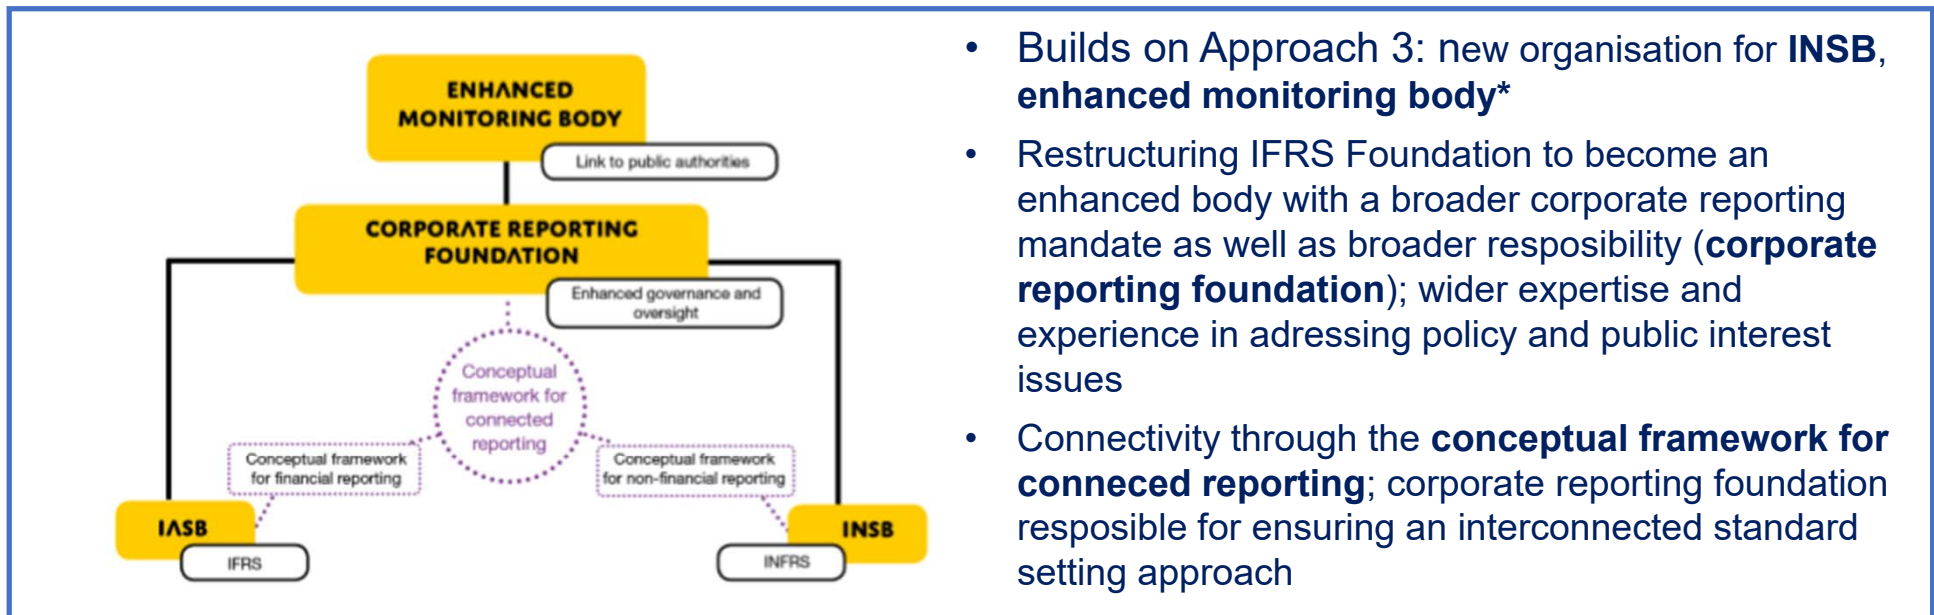 ENHANCED
MONITORING BODY
Link to public authorities
CORPORATE REPORTING
FOUNDATION
Enhanced governance and
oversight
Conceptual
framework for
connected
reporting
Conceptual framework
for financial reporting
Conceptual framework
for non-financial reporting
IASB
IFRS
INSB
INFRS
• Builds on Approach 3: new organisation for INSB,
enhanced monitoring body*
• Restructuring IFRS Foundation to become an
enhanced body with a broader corporate reporting
mandate as well as broader resposibility (corporate
reporting foundation); wider expertise and
experience in adressing policy and public interest
issues
• Connectivity through the conceptual framework for
conneced reporting; corporate reporting foundation
resposible for ensuring an interconnected standard
setting approach